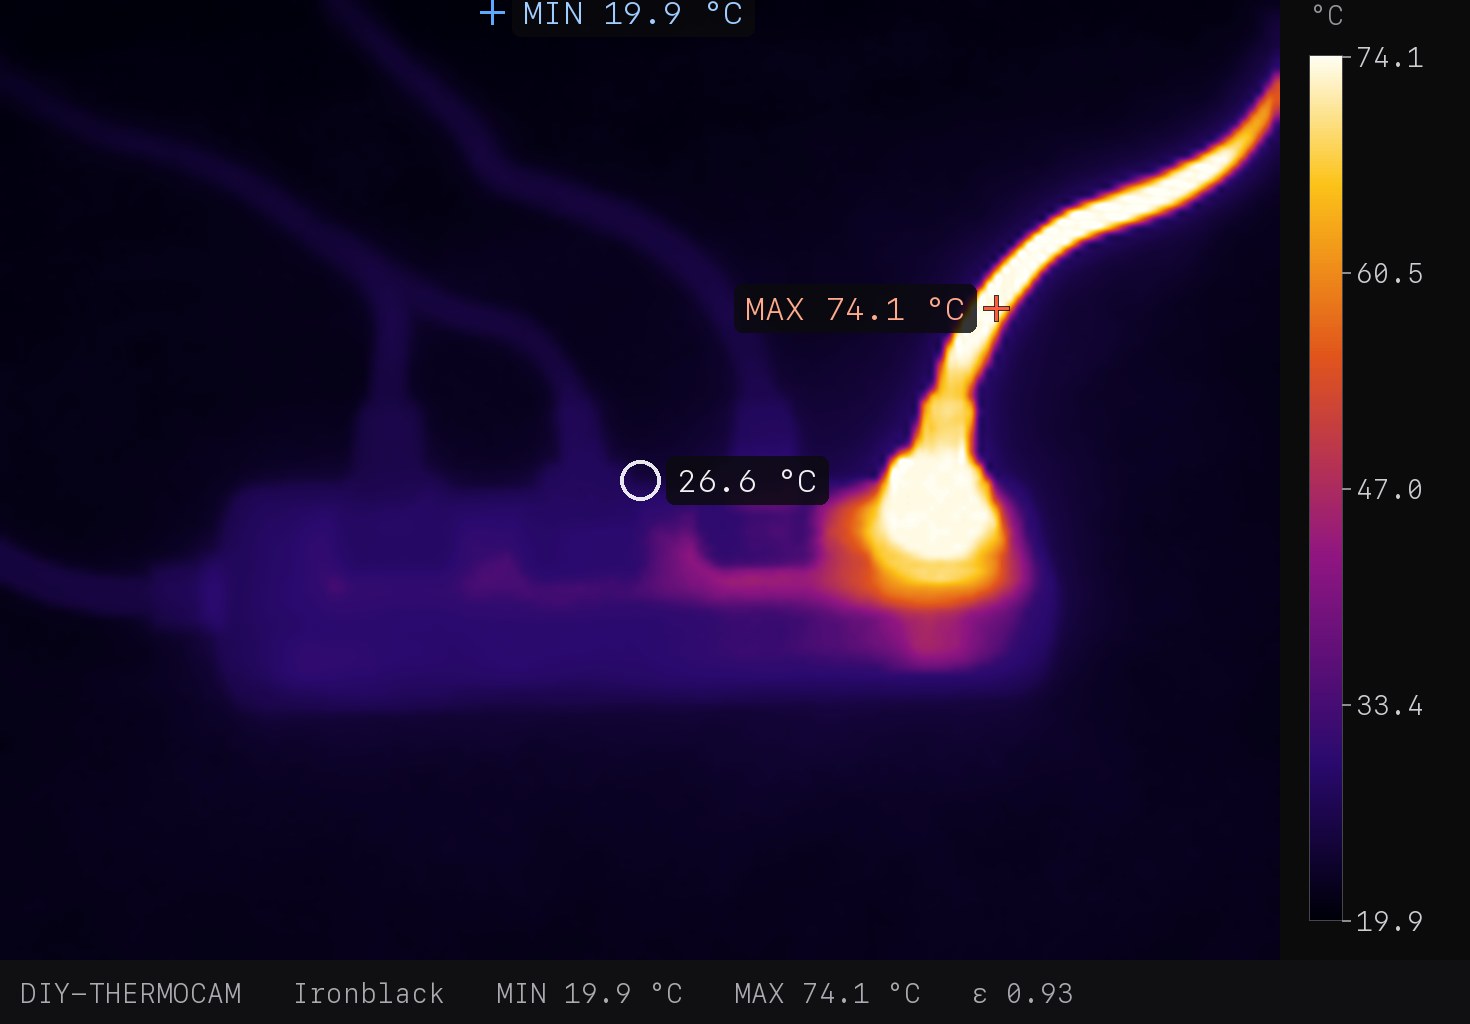 MIN 19.9 °C
°C
74.1
60.5
MAX 74.1 °C
26.6 °C
47.0
33.4
19.9
DIY–THERMOCAM Ironblack MIN 19.9 °C MAX 74.1 °C ε 0.93